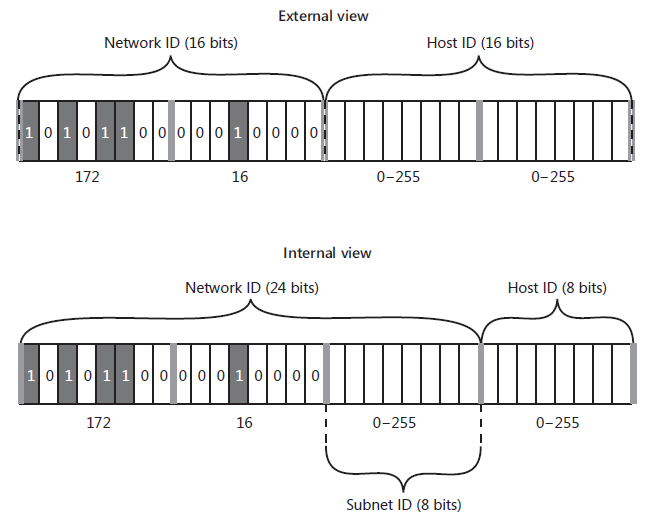 External view
Network ID (16 bits) Host ID (16 bits)
1 0 1 0 1 1 0 0 0 0 0 1 0 0 0 0
172 16 0–255 0–255
Internal view
Network ID (24 bits) Host ID (8 bits)
1 0 1 0 1 1 0 0 0 0 0 1 0 0 0 0
172 16 0–255 0–255
Subnet ID (8 bits)